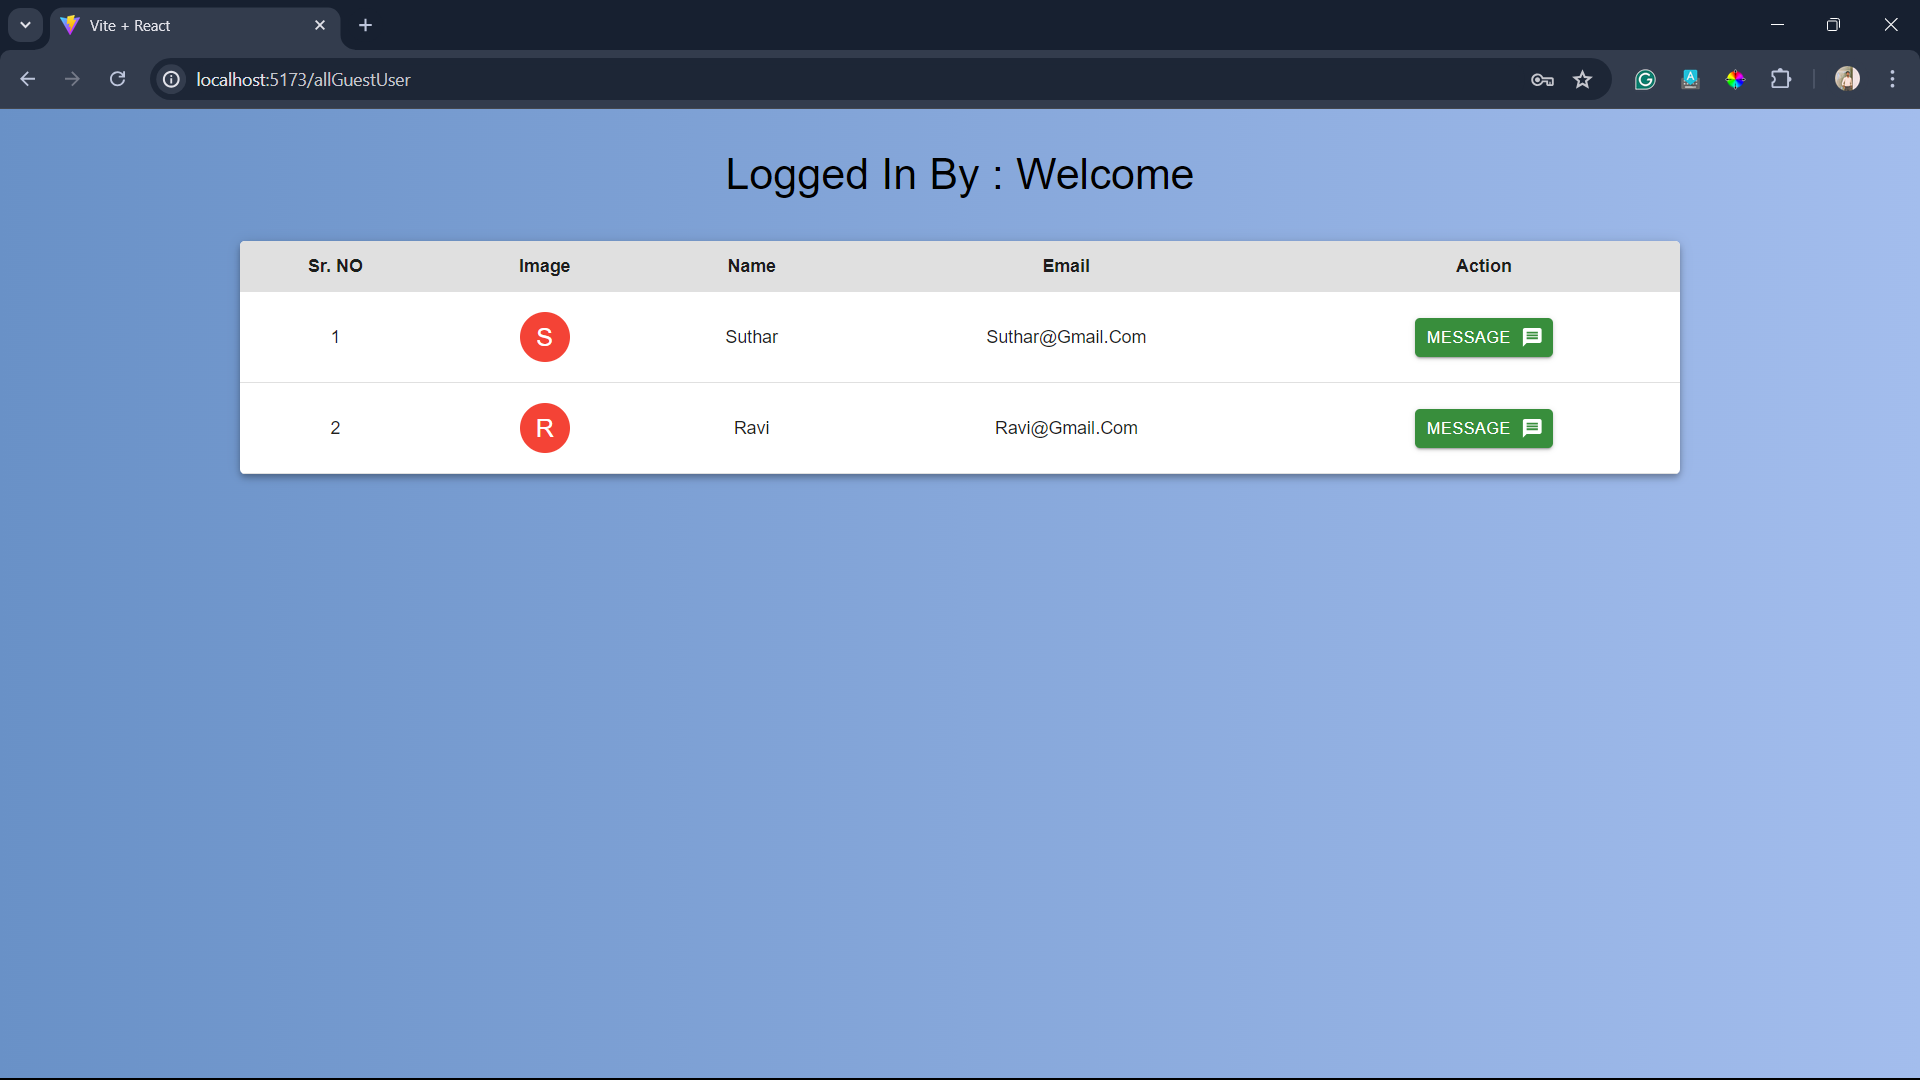 Vite + React
localhost:5173/allGuestUser
Logged In By : Welcome
Sr. NO Image Name Email Action
1 S Suthar Suthar@Gmail.Com MESSAGE
2 R Ravi Ravi@Gmail.Com MESSAGE